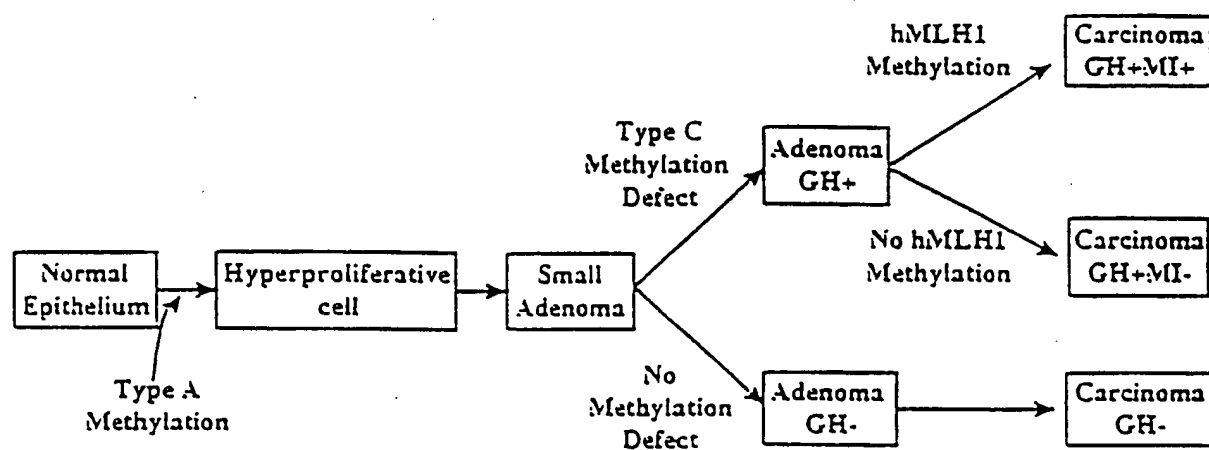 hMLH1
Methylation
Carcinoma
GH+MI+
Type C
Methylation
Defect
Adenoma
GH+
No hMLH1
Methylation
Carcinoma
GH+MI-
Normal
Epithelium
Hyperproliferative
cell
Small
Adenoma
Type A
Methylation
No
Methylation
Defect
Adenoma
GH-
Carcinoma
GH-